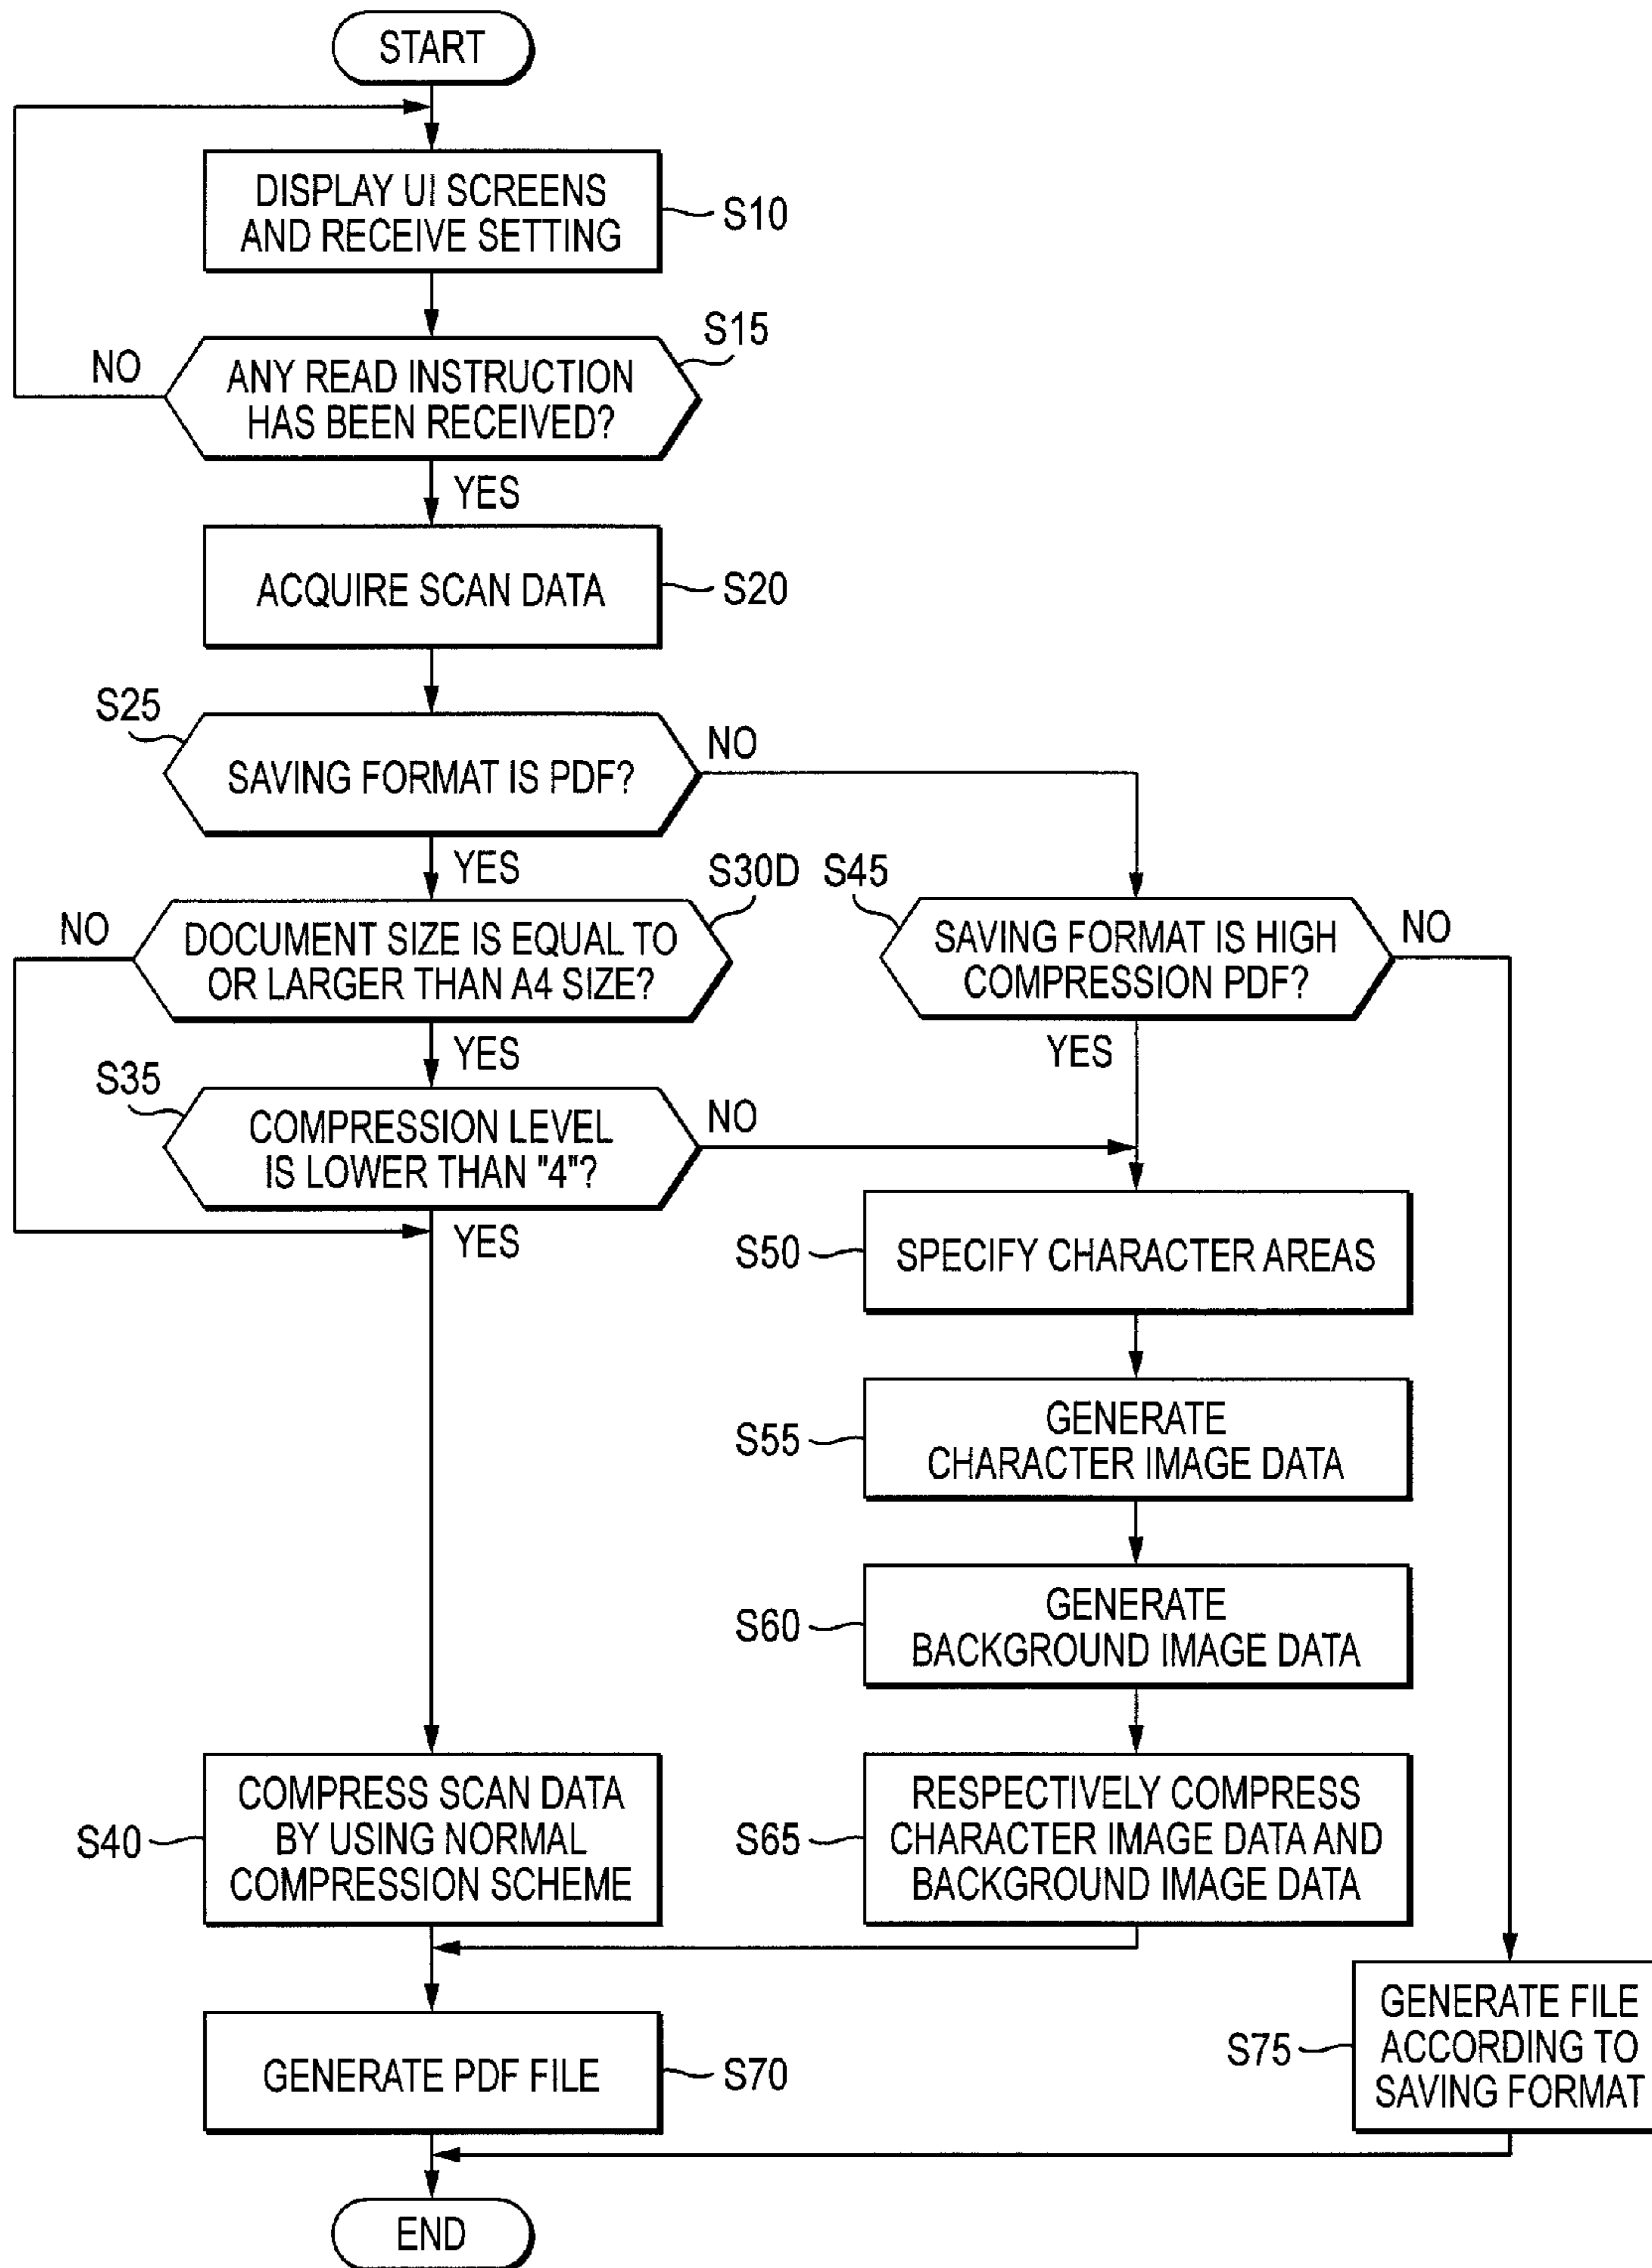 START
DISPLAY UI SCREENS
AND RECEIVE SETTING
S10
S15
NO
ANY READ INSTRUCTION
HAS BEEN RECEIVED?
YES
ACQUIRE SCAN DATA
S20
S25
SAVING FORMAT IS PDF?
NO
YES
S30D
NO
DOCUMENT SIZE IS EQUAL TO
OR LARGER THAN A4 SIZE?
YES
S45
SAVING FORMAT IS HIGH
COMPRESSION PDF?
NO
YES
S35
COMPRESSION LEVEL
IS LOWER THAN "4"?
NO
YES
S50
SPECIFY CHARACTER AREAS
S55
GENERATE
CHARACTER IMAGE DATA
S60
GENERATE
BACKGROUND IMAGE DATA
S40
COMPRESS SCAN DATA
BY USING NORMAL
COMPRESSION SCHEME
S65
RESPECTIVELY COMPRESS
CHARACTER IMAGE DATA AND
BACKGROUND IMAGE DATA
GENERATE PDF FILE
S70
S75
GENERATE FILE
ACCORDING TO
SAVING FORMAT
END